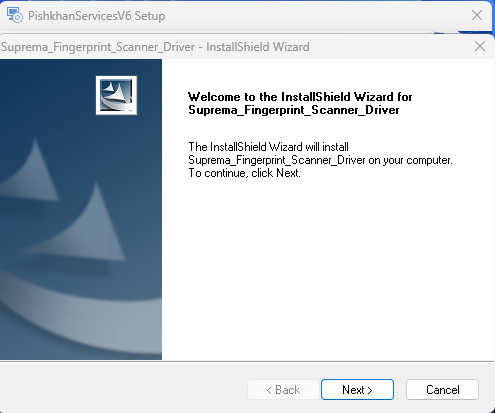 PishkhanServicesV6 Setup
Suprema_Fingerprint_Scanner_Driver - InstallShield Wizard
Welcome to the InstallShield Wizard for
Suprema_Fingerprint_Scanner_Driver
The InstallShield Wizard will install
Suprema_Fingerprint_Scanner_Driver on your computer.
To continue, click Next.
< Back
Next >
Cancel